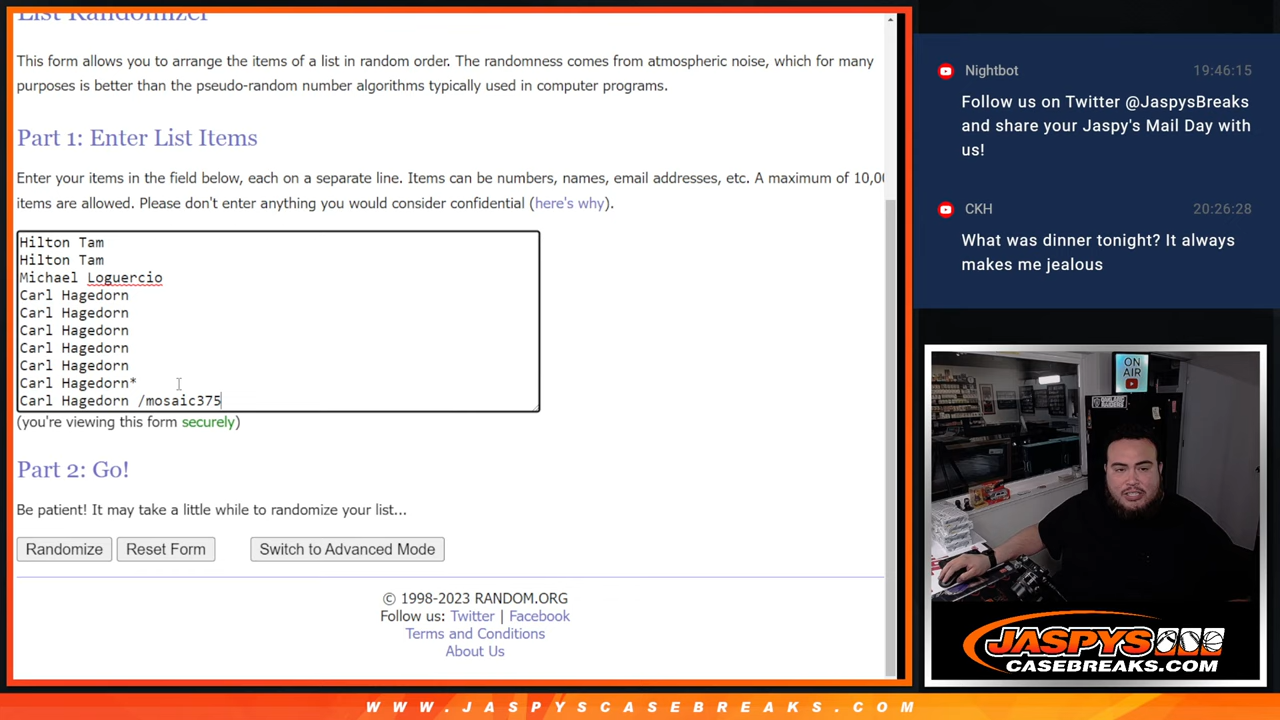 List Randomizer
This form allows you to arrange the items of a list in random order. The randomness comes from atmospheric noise, which for many
purposes is better than the pseudo-random number algorithms typically used in computer programs.
Part 1: Enter List Items
Enter your items in the field below, each on a separate line. Items can be numbers, names, email addresses, etc. A maximum of 10,00
items are allowed. Please don't enter anything you would consider confidential (here's why).
Hilton Tam
Hilton Tam
Michael Loguercio
Carl Hagedorn
Carl Hagedorn
Carl Hagedorn
Carl Hagedorn
Carl Hagedorn
Carl Hagedorn*
Carl Hagedorn /mosaic375
(you're viewing this form securely)
Part 2: Go!
Be patient! It may take a little while to randomize your list...
Randomize Reset Form Switch to Advanced Mode
© 1998-2023 RANDOM.ORG
Follow us: Twitter | Facebook
Terms and Conditions
About Us
Nightbot 19:46:15
Follow us on Twitter @JaspysBreaks
and share your Jaspy's Mail Day with
us!
CKH 20:26:28
What was dinner tonight? It always
makes me jealous
ON
AIR
JASPYS
CASEBREAKS.COM
WWW.JASPYSCASEBREAKS.COM